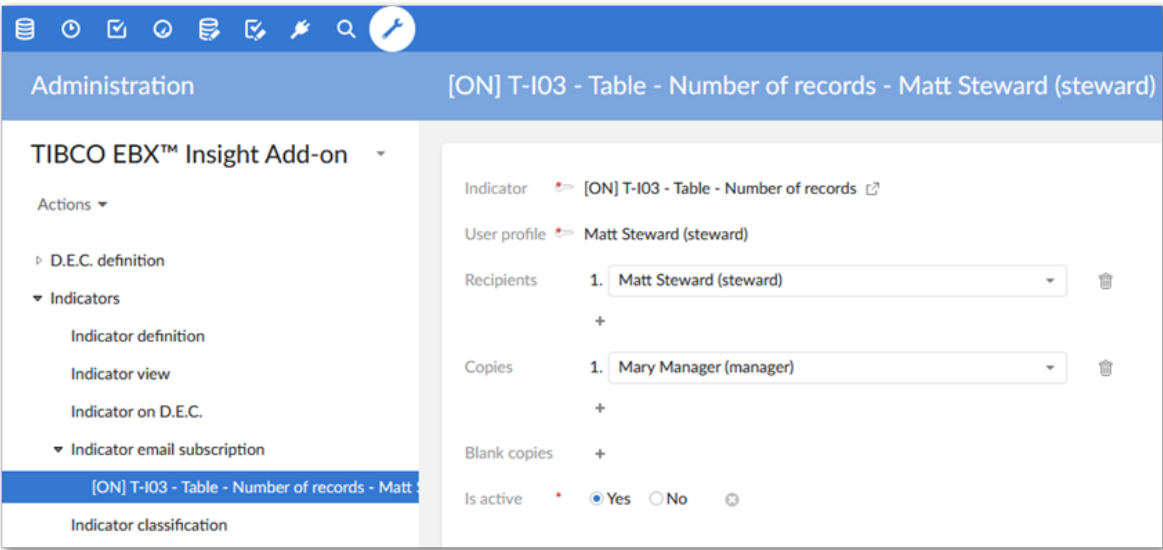 Administration
[ON] T-I03 - Table - Number of records - Matt Steward (steward)
TIBCO EBX™ Insight Add-on
Actions
D.E.C. definition
Indicators
Indicator definition
Indicator view
Indicator on D.E.C.
Indicator email subscription
[ON] T-I03 - Table - Number of records - Matt
Indicator classification
Indicator [ON] T-I03 - Table - Number of records
User profile Matt Steward (steward)
Recipients 1. Matt Steward (steward)
+
Copies 1. Mary Manager (manager)
+
Blank copies +
Is active * Yes No